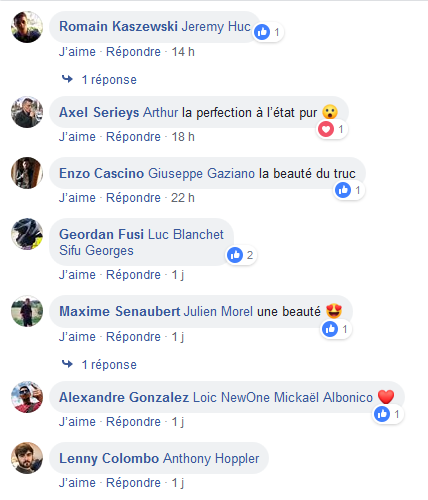 Romain Kaszewski Jeremy Huc
1
J'aime · Répondre · 14 h
1 réponse
Axel Serieys Arthur la perfection à l'état pur 😮
1
J'aime · Répondre · 18 h
Enzo Cascino Giuseppe Gaziano la beauté du truc
1
J'aime · Répondre · 22 h
Geordan Fusi Luc Blanchet
Sifu Georges
2
J'aime · Répondre · 1 j
Maxime Senaubert Julien Morel une beauté 😍
1
J'aime · Répondre · 1 j
1 réponse
Alexandre Gonzalez Loic NewOne Mickaël Albonico ❤️
1
J'aime · Répondre · 1 j
Lenny Colombo Anthony Hoppler
J'aime · Répondre · 1 j